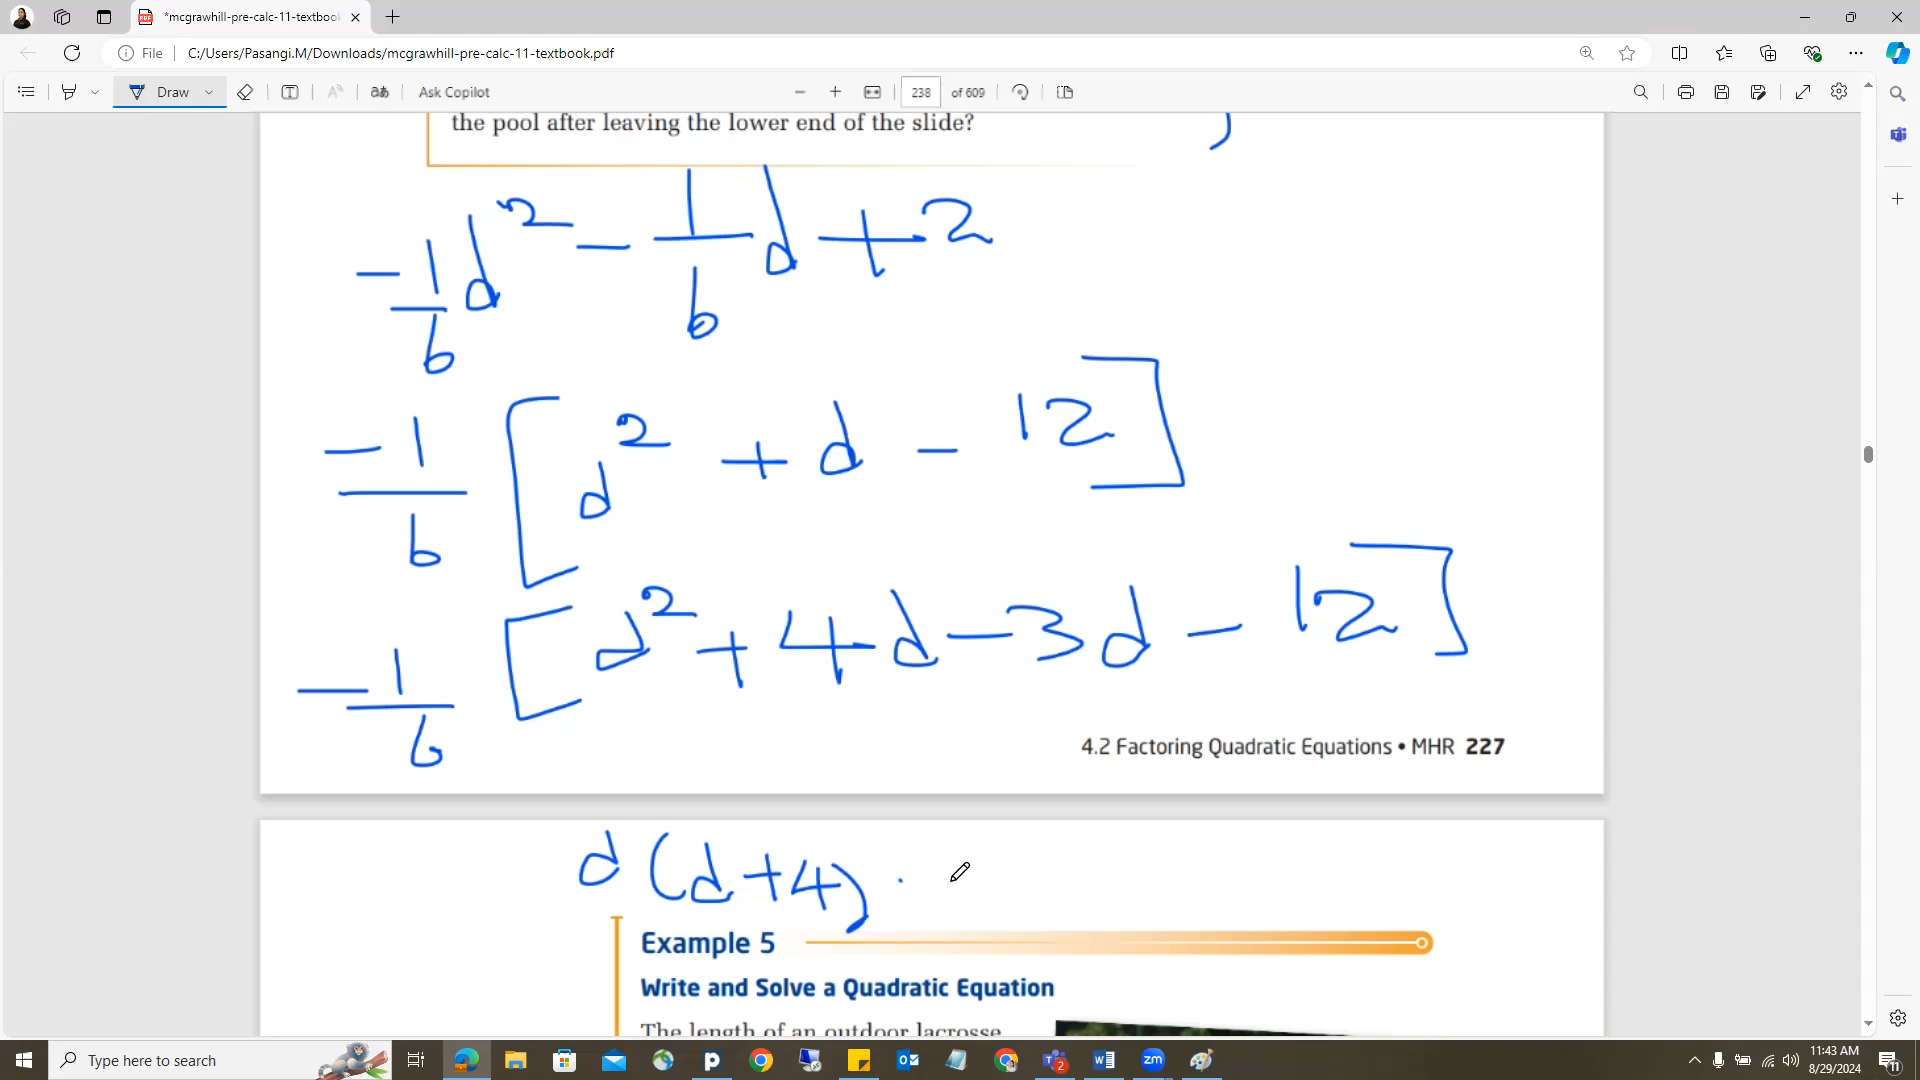 *mcgrawhill-pre-calc-11-textbook
File
C:/Users/Pasangi.M/Downloads/mcgrawhill-pre-calc-11-textbook.pdf
Draw
Ask Copilot
238
of 609
the pool after leaving the lower end of the slide?
-1/6 d² - 1/6 d + 2
-1/6 [d² + d - 12]
-1/6 [d² + 4d - 3d - 12]
4.2 Factoring Quadratic Equations • MHR 227
d(d+4)
Example 5
Write and Solve a Quadratic Equation
The length of an outdoor lacrosse
Type here to search
11:43 AM
8/29/2024